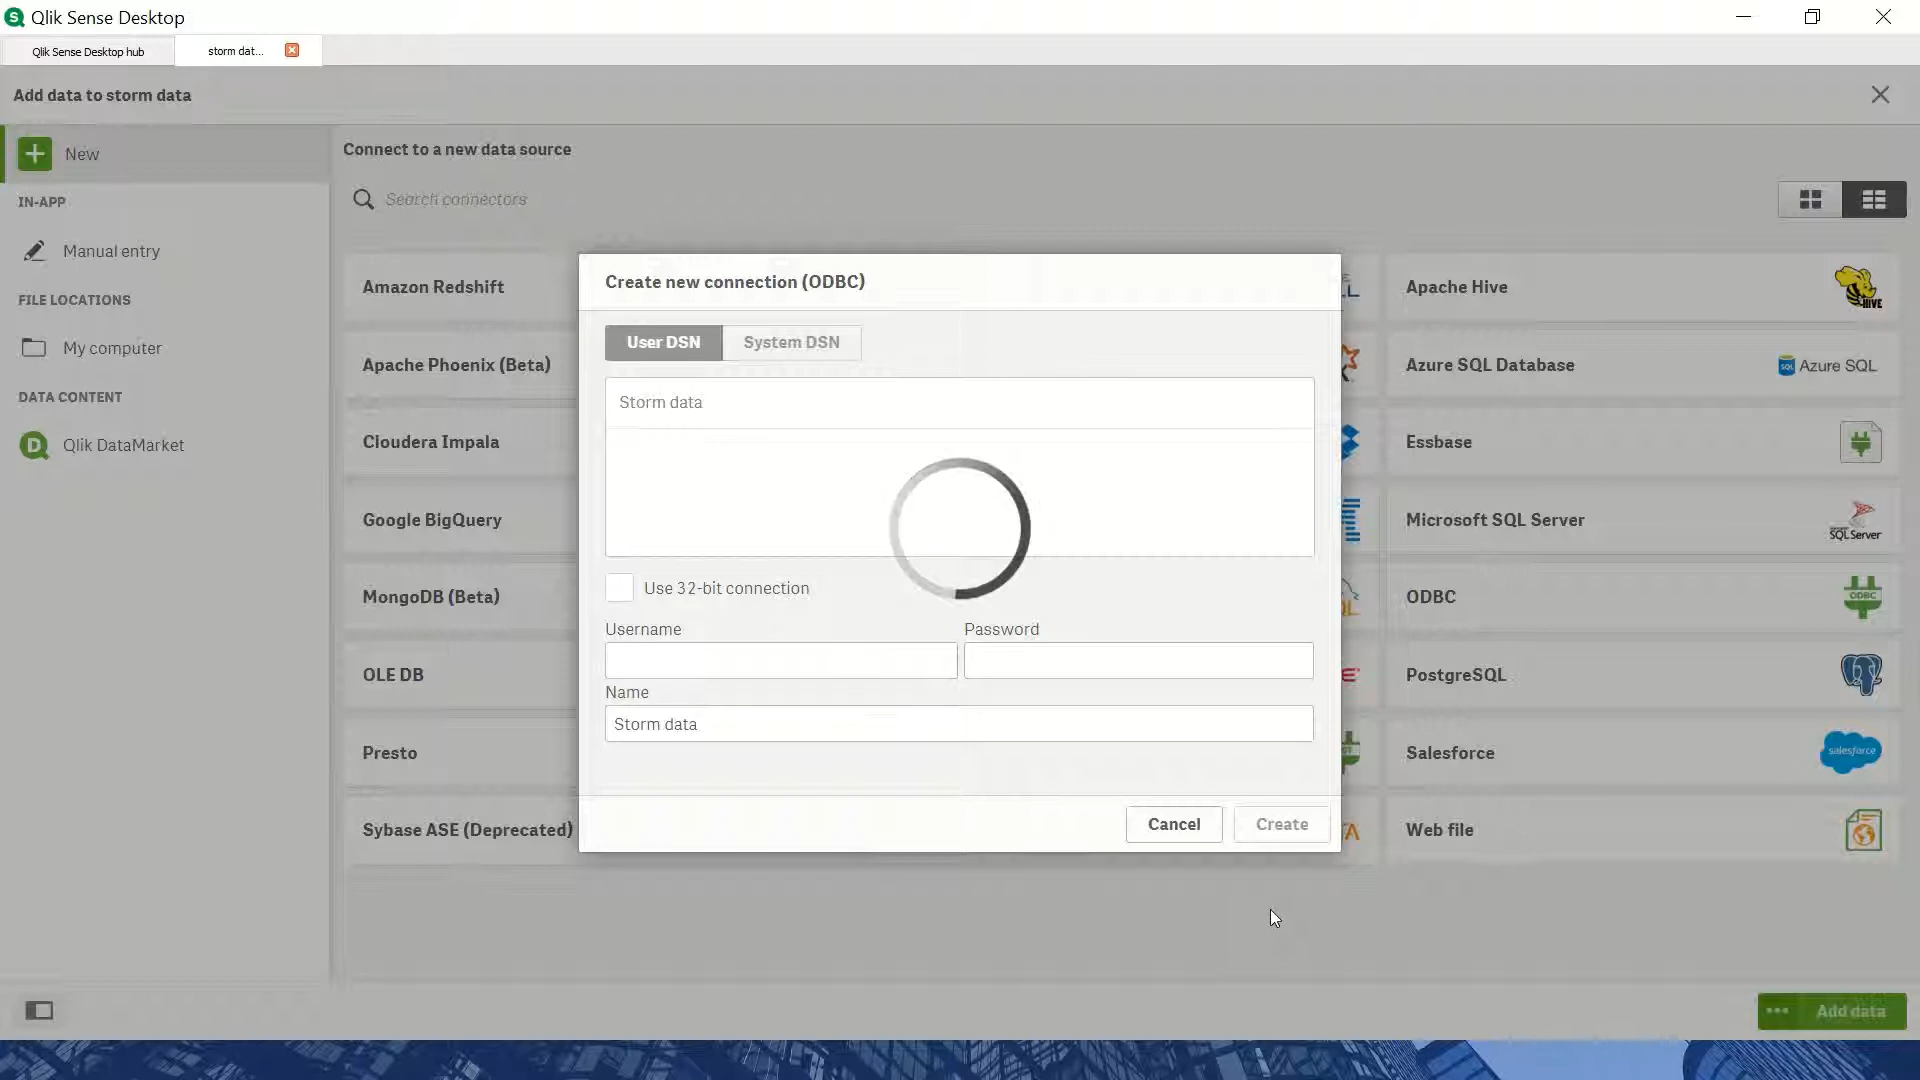 Qlik Sense Desktop
Qlik Sense Desktop hub
storm dat...
Add data to storm data
New
IN-APP
Manual entry
FILE LOCATIONS
My computer
DATA CONTENT
Qlik DataMarket
Connect to a new data source
Search connectors
Amazon Redshift
Apache Hive
HIVE
Apache Phoenix (Beta)
Azure SQL Database
SQL Azure SQL
Cloudera Impala
Essbase
Google BigQuery
Microsoft SQL Server
SQL Server
MongoDB (Beta)
ODBC
ODBC
OLE DB
PostgreSQL
Presto
Salesforce
salesforce
Sybase ASE (Deprecated)
Web file
Create new connection (ODBC)
User DSN
System DSN
Storm data
Use 32-bit connection
Username
Password
Name
Storm data
Cancel
Create
Add data